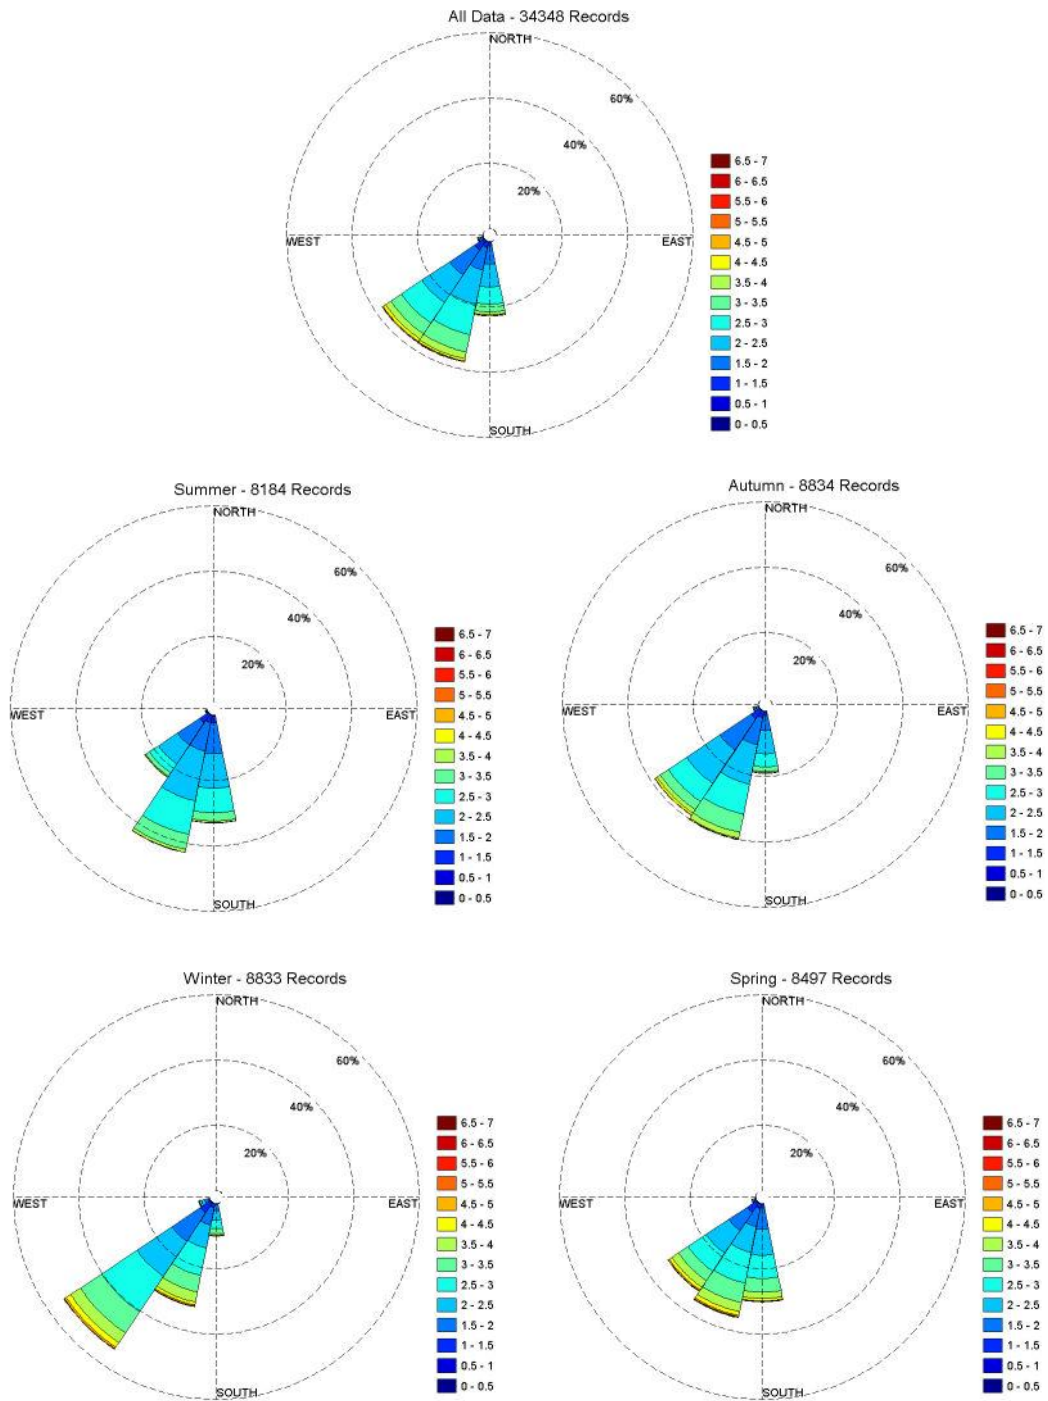 All Data - 34348 Records
NORTH
60%
40%
20%
WEST
EAST
SOUTH
6.5 - 7
6 - 6.5
5.5 - 6
5 - 5.5
4.5 - 5
4 - 4.5
3.5 - 4
3 - 3.5
2.5 - 3
2 - 2.5
1.5 - 2
1 - 1.5
0.5 - 1
0 - 0.5
Summer - 8184 Records
NORTH
60%
40%
20%
WEST
EAST
SOUTH
6.5 - 7
6 - 6.5
5.5 - 6
5 - 5.5
4.5 - 5
4 - 4.5
3.5 - 4
3 - 3.5
2.5 - 3
2 - 2.5
1.5 - 2
1 - 1.5
0.5 - 1
0 - 0.5
Autumn - 8834 Records
NORTH
60%
40%
20%
WEST
EAST
SOUTH
6.5 - 7
6 - 6.5
5.5 - 6
5 - 5.5
4.5 - 5
4 - 4.5
3.5 - 4
3 - 3.5
2.5 - 3
2 - 2.5
1.5 - 2
1 - 1.5
0.5 - 1
0 - 0.5
Winter - 8833 Records
NORTH
60%
40%
20%
WEST
EAST
SOUTH
6.5 - 7
6 - 6.5
5.5 - 6
5 - 5.5
4.5 - 5
4 - 4.5
3.5 - 4
3 - 3.5
2.5 - 3
2 - 2.5
1.5 - 2
1 - 1.5
0.5 - 1
0 - 0.5
Spring - 8497 Records
NORTH
60%
40%
20%
WEST
EAST
SOUTH
6.5 - 7
6 - 6.5
5.5 - 6
5 - 5.5
4.5 - 5
4 - 4.5
3.5 - 4
3 - 3.5
2.5 - 3
2 - 2.5
1.5 - 2
1 - 1.5
0.5 - 1
0 - 0.5